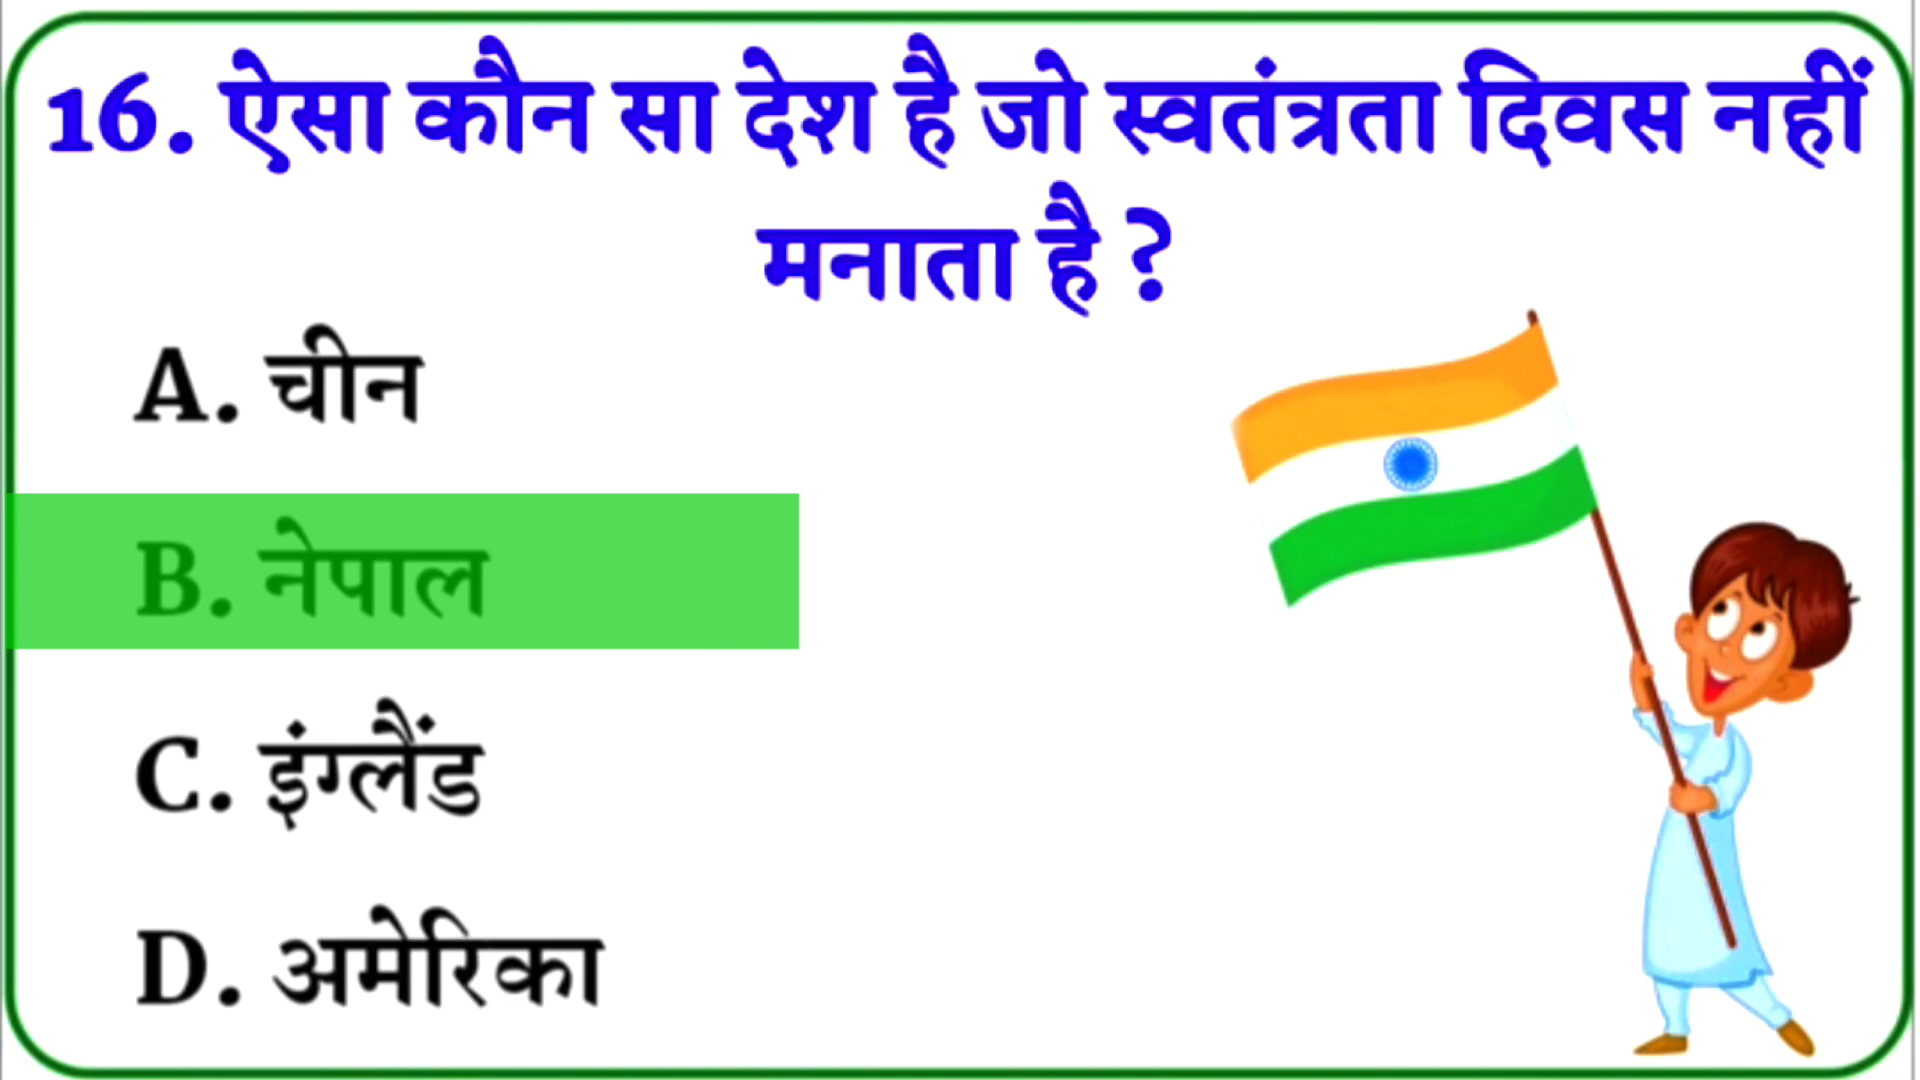 16. ऐसा कौन सा देश है जो स्वतंत्रता दिवस नहीं
मनाता है ?
A. चीन
B. नेपाल
C. इंग्लैंड
D. अमेरिका